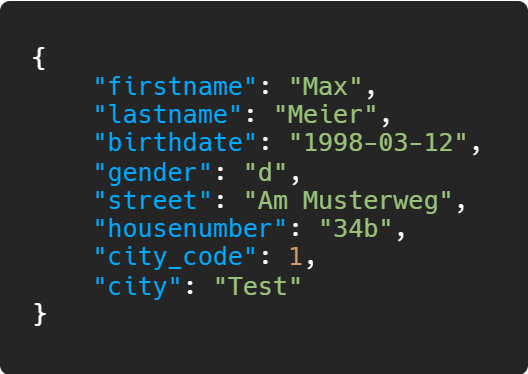 {
    "firstname": "Max",
    "lastname": "Meier",
    "birthdate": "1998-03-12",
    "gender": "d",
    "street": "Am Musterweg",
    "housenumber": "34b",
    "city_code": 1,
    "city": "Test"
}